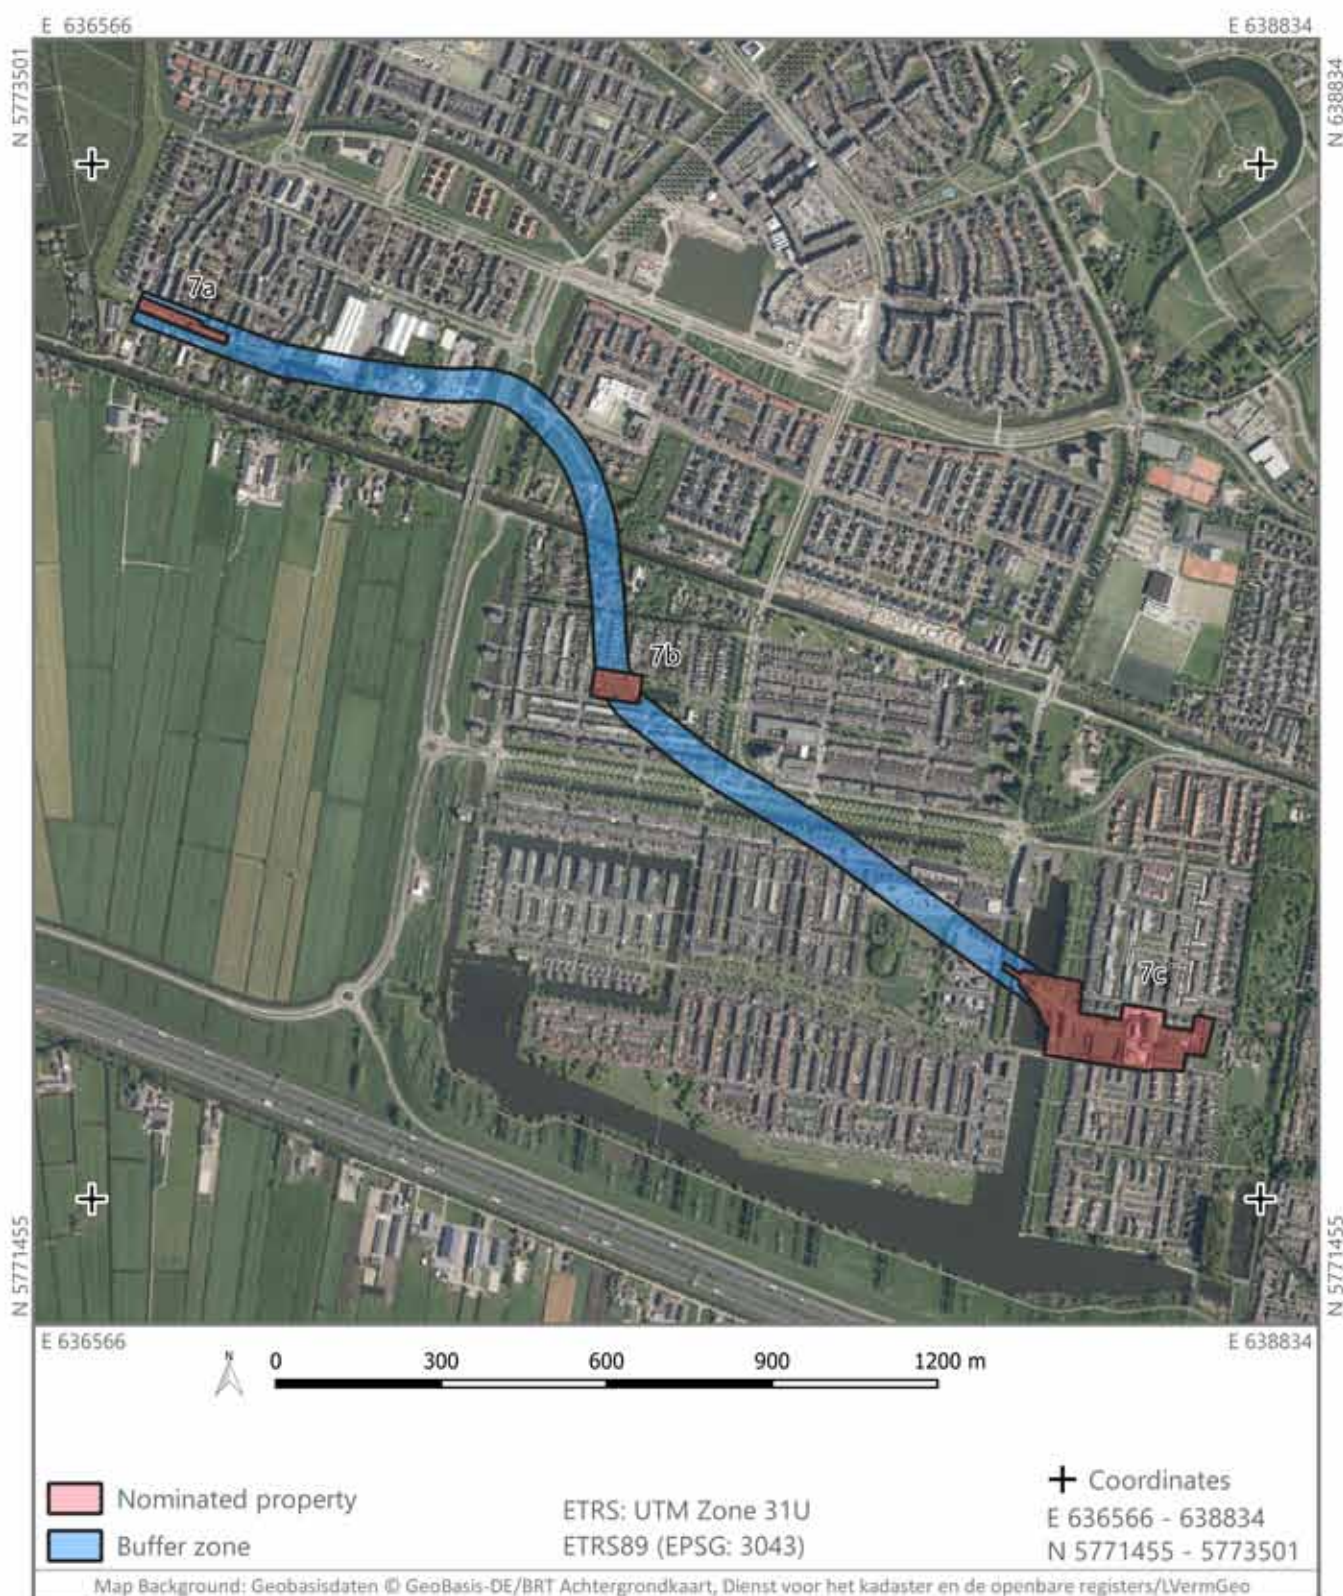 E 636566
E 638834
N 5773501
N 638834
7a
7b
7c
N 5771455
N 5771455
E 636566
E 638834
N
0 300 600 900 1200 m
Nominated property
Buffer zone
ETRS: UTM Zone 31U
ETRS89 (EPSG: 3043)
Coordinates
E 636566 - 638834
N 5771455 - 5773501
Map Background: Geobasisdaten © GeoBasis-DE/BRT Achtergrondkaart, Dienst voor het kadaster en de openbare registers/LVermGeo